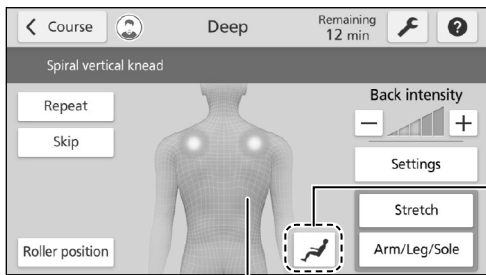 Course
Deep
Remaining
12 min
?
Spiral vertical knead
Repeat
Skip
Back intensity
− +
Settings
Stretch
Roller position
Arm/Leg/Sole